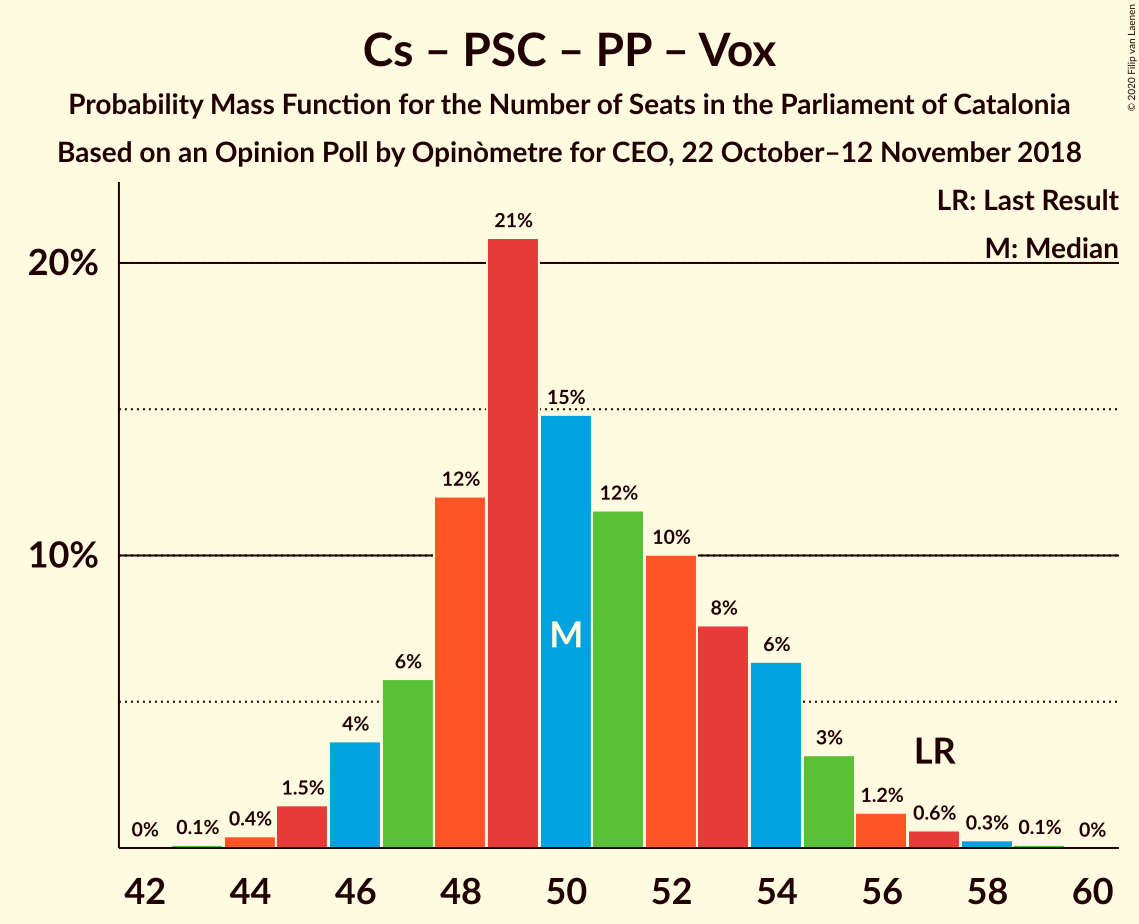 Cs – PSC – PP – Vox
Probability Mass Function for the Number of Seats in the Parliament of Catalonia
Based on an Opinion Poll by Opinòmetre for CEO, 22 October–12 November 2018
© 2020 Filip van Laenen
LR: Last Result
M: Median
20%
10%
0%
0.1%
0.4%
1.5%
4%
6%
12%
21%
15%
12%
10%
8%
6%
3%
1.2%
0.6%
0.3%
0.1%
0%
M
LR
42 44 46 48 50 52 54 56 58 60